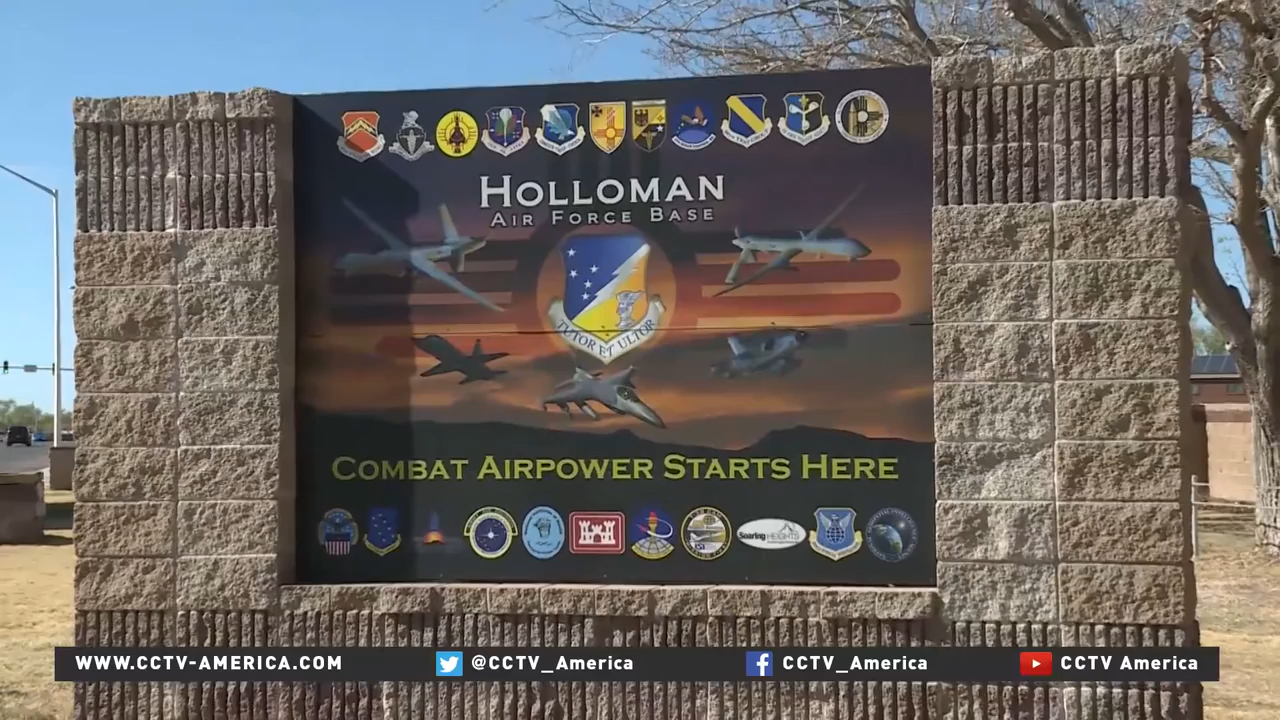 HOLLOMAN
AIR FORCE BASE
TUTOR ET ULTOR
COMBAT AIRPOWER STARTS HERE
Soaring HEIGHTS
WWW.CCTV-AMERICA.COM @CCTV_America CCTV_America CCTV America